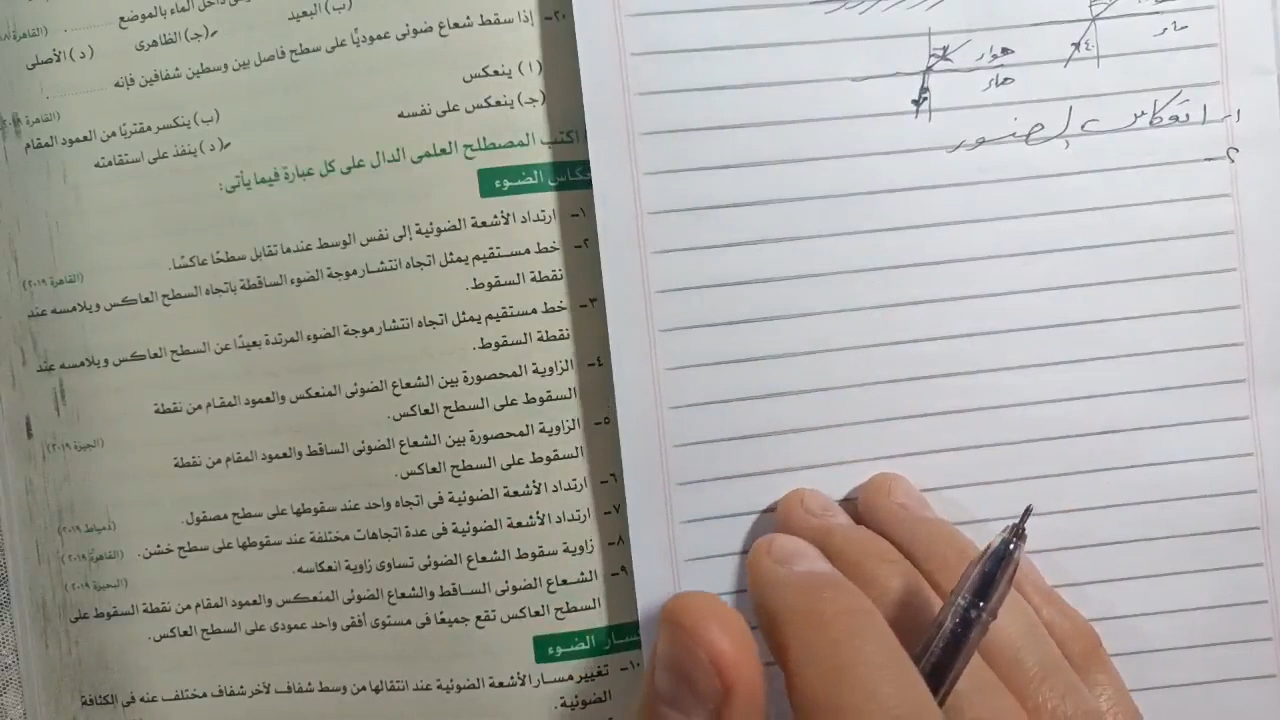 داخل الماء بالموضع ..........
(ب) البعيد
(جـ) الظاهرى
(د) الأصلى
٢٠- إذا سقط شعاع ضوئى عموديًا على سطح فاصل بين وسطين شفافين فإنه ..........
(القاهرة ٢٠١٩)
(ا) ينعكس
(ب) ينكسر مقتربًا من العمود المقام
(جـ) ينعكس على نفسه
(د) ينفذ على استقامته
اكتب المصطلح العلمى الدال على كل عبارة فيما يأتى:
الضوء
١- ارتداد الأشعة الضوئية إلى نفس الوسط عندما تقابل سطحًا عاكسًا. (القاهرة ٢٠١٩)
٢- خط مستقيم يمثل اتجاه انتشار موجة الضوء الساقطة باتجاه السطح العاكس ويلامسه عند
نقطة السقوط.
٣- خط مستقيم يمثل اتجاه انتشار موجة الضوء المرتدة بعيدًا عن السطح العاكس ويلامسه عند
نقطة السقوط.
٤- الزاوية المحصورة بين الشعاع الضوئى المنعكس والعمود المقام من نقطة
السقوط على السطح العاكس. (الجيزة ٢٠١٩)
٥- الزاوية المحصورة بين الشعاع الضوئى الساقط والعمود المقام من نقطة
السقوط على السطح العاكس.
٦- ارتداد الأشعة الضوئية فى اتجاه واحد عند سقوطها على سطح مصقول. (دمياط ٢٠١٩)
٧- ارتداد الأشعة الضوئية فى عدة اتجاهات مختلفة عند سقوطها على سطح خشن. (القاهرة ٢٠١٩)
٨- زاوية سقوط الشعاع الضوئى تساوى زاوية انعكاسه. (البحيرة ٢٠١٩)
٩- الشعاع الضوئى الساقط والشعاع الضوئى المنعكس والعمود المقام من نقطة السقوط على
السطح العاكس تقع جميعًا فى مستوى أفقى واحد عمودى على السطح العاكس.
الضوء
١٠- تغيير مسار الأشعة الضوئية عند انتقالها من وسط شفاف لآخر شفاف مختلف عنه فى الكثافة
الضوئية.
هواء
ماء
١- انعكاس الضوء
٢-